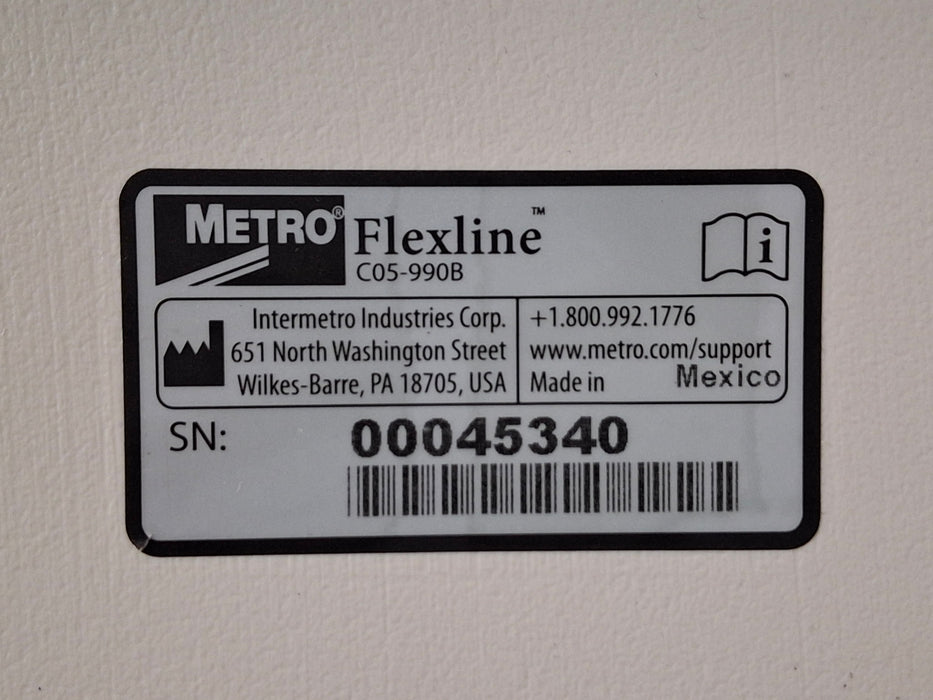 METRO® Flexline™
C05-990B
i
Intermetro Industries Corp.
651 North Washington Street
Wilkes-Barre, PA 18705, USA
+1.800.992.1776
www.metro.com/support
Made in Mexico
SN: 00045340